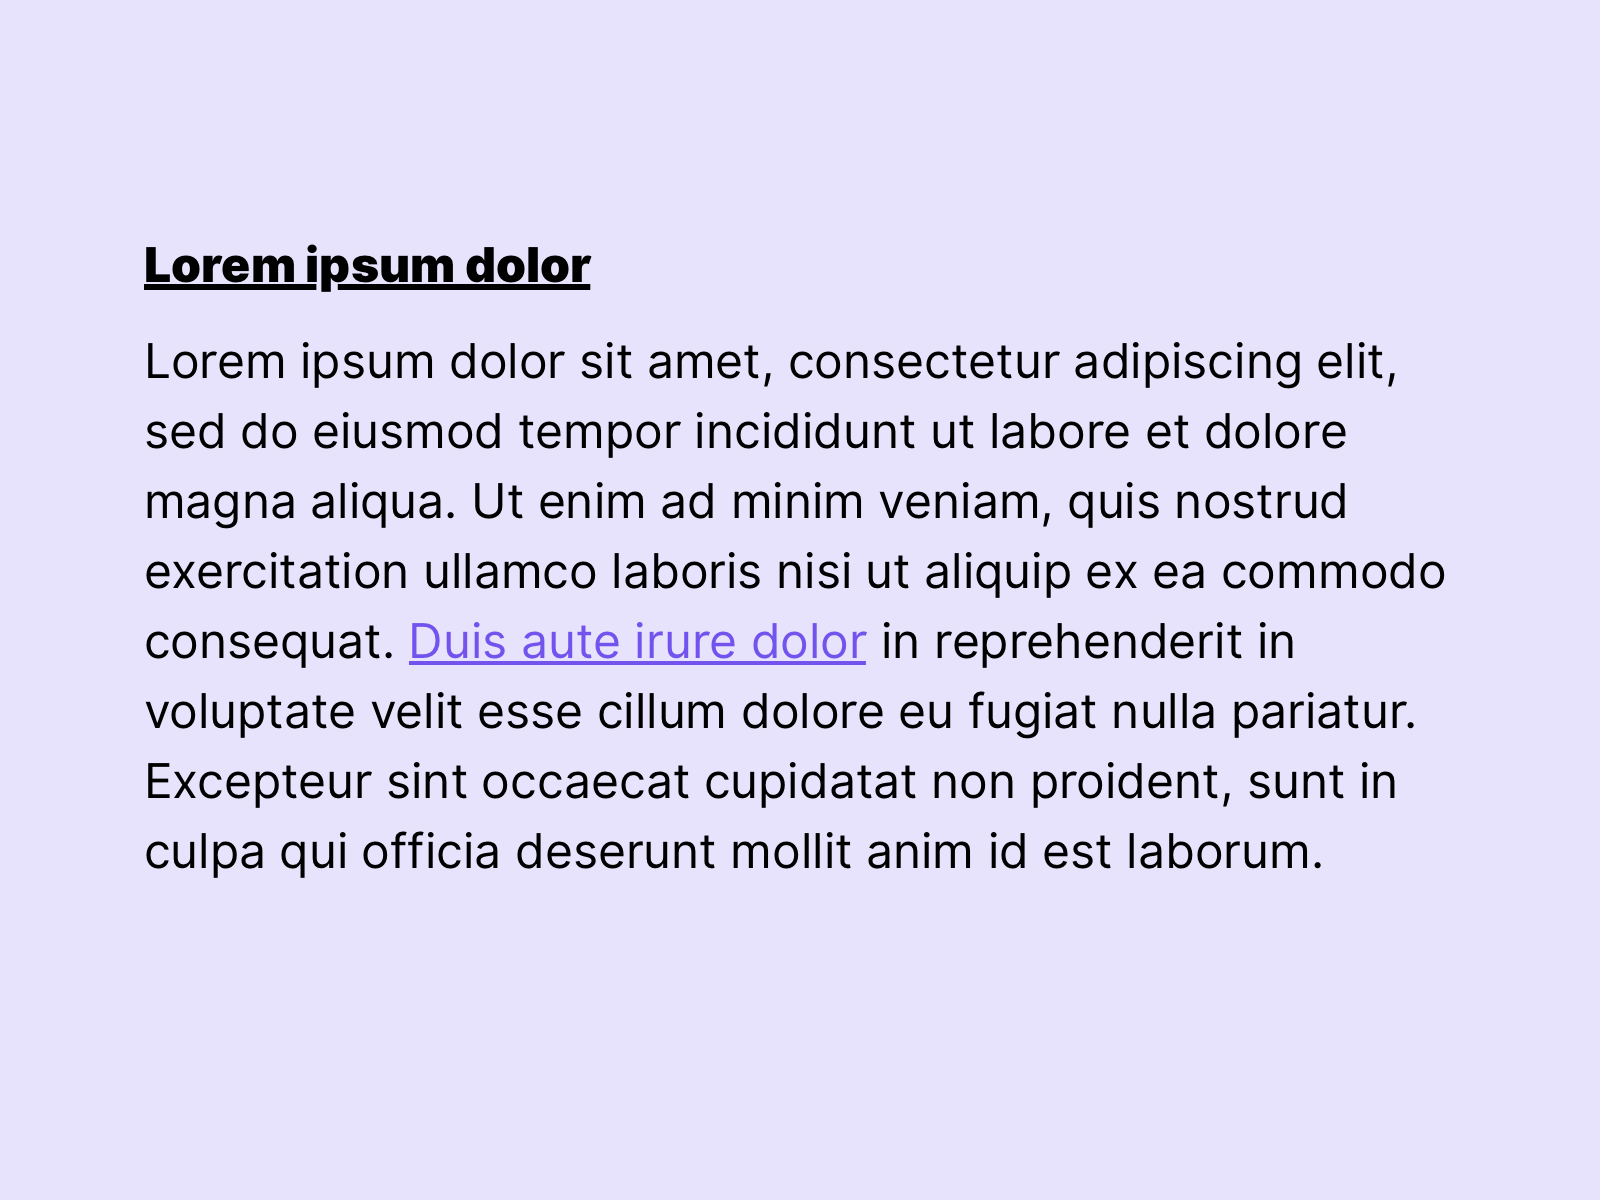 Lorem ipsum dolor
Lorem ipsum dolor sit amet, consectetur adipiscing elit,
sed do eiusmod tempor incididunt ut labore et dolore
magna aliqua. Ut enim ad minim veniam, quis nostrud
exercitation ullamco laboris nisi ut aliquip ex ea commodo
consequat. Duis aute irure dolor in reprehenderit in
voluptate velit esse cillum dolore eu fugiat nulla pariatur.
Excepteur sint occaecat cupidatat non proident, sunt in
culpa qui officia deserunt mollit anim id est laborum.